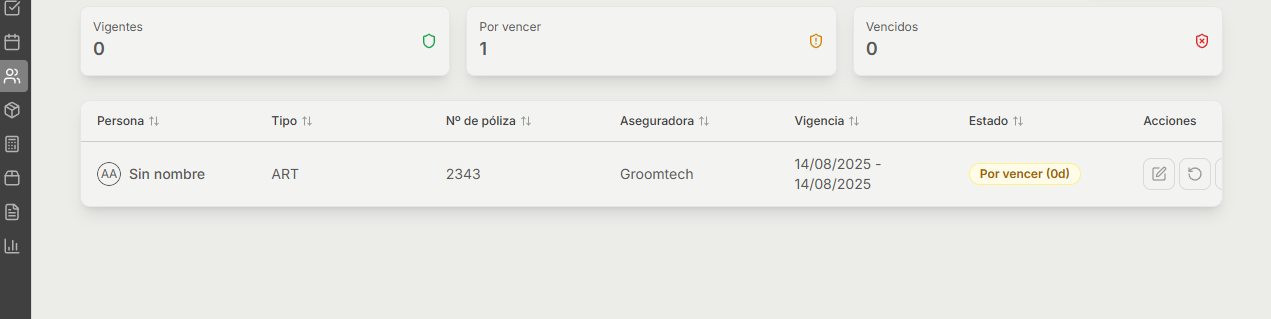 Vigentes
0
Por vencer
1
Vencidos
0
Persona
Tipo
Nº de póliza
Aseguradora
Vigencia
Estado
Acciones
AA
Sin nombre
ART
2343
Groomtech
14/08/2025 -
14/08/2025
Por vencer (0d)